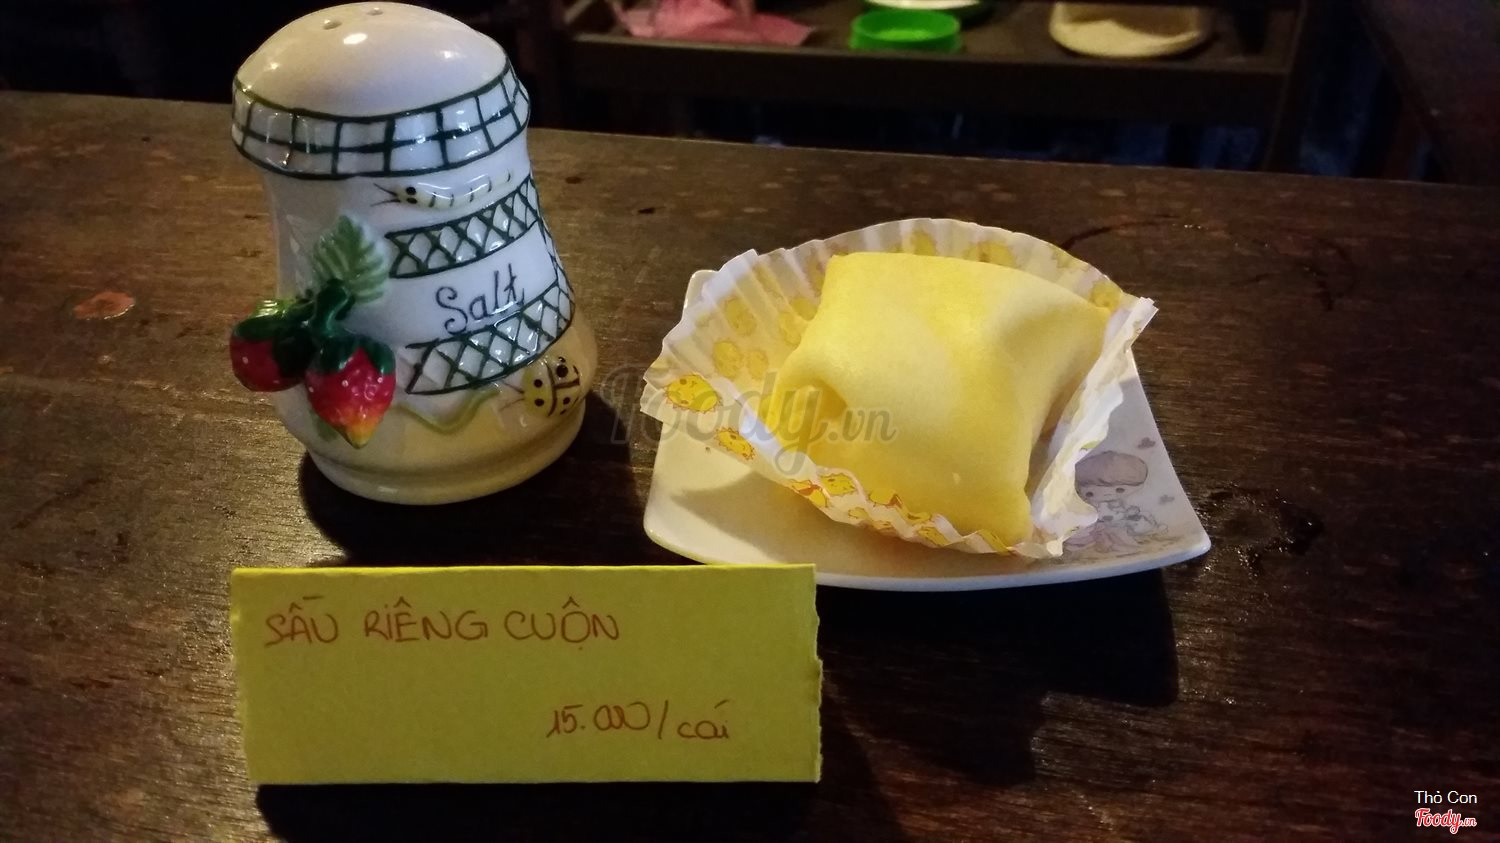 Salt
Foody.vn
SẦU RIÊNG CUỘN
15.000/cái
Thỏ Con
Foody.vn